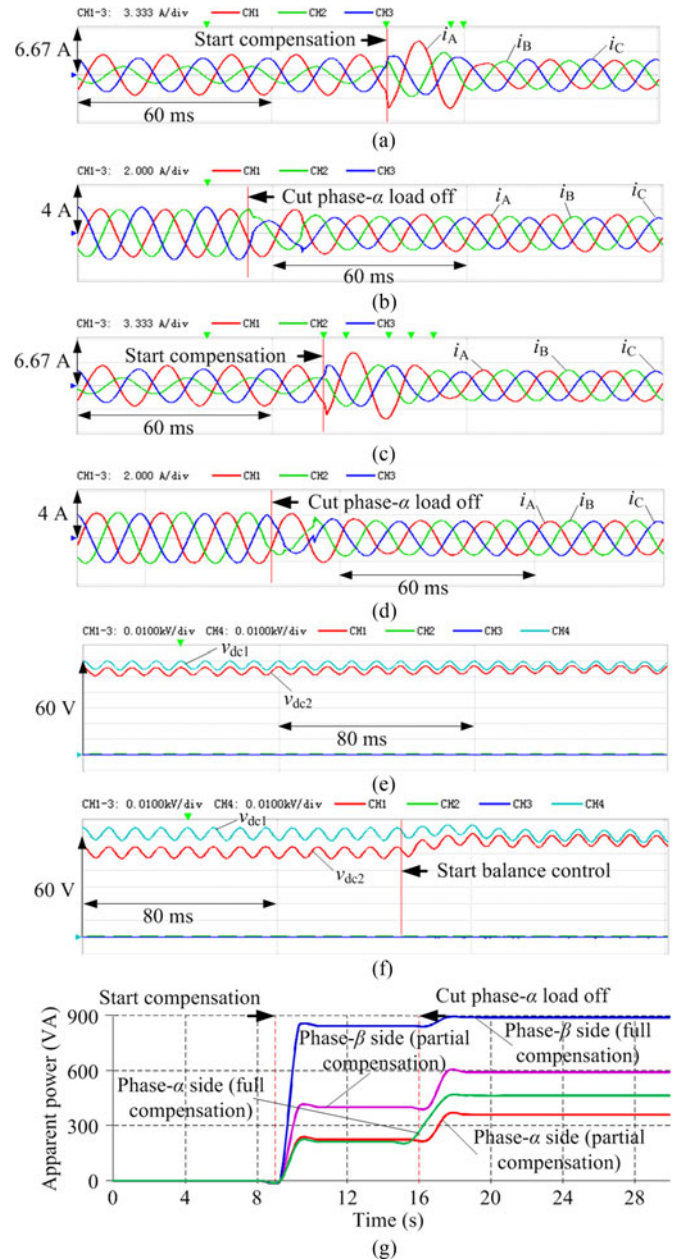 CH1-3: 3.333 A/div CH1 CH2 CH3
6.67 A
Start compensation
iA
iB
iC
60 ms
(a)
CH1-3: 2.000 A/div CH1 CH2 CH3
4 A
Cut phase-α load off
iA
iB
iC
60 ms
(b)
CH1-3: 3.333 A/div CH1 CH2 CH3
6.67 A
Start compensation
iA
iB
iC
60 ms
(c)
CH1-3: 2.000 A/div CH1 CH2 CH3
4 A
Cut phase-α load off
iA
iB
iC
60 ms
(d)
CH1-3: 0.0100kV/div CH4: 0.0100kV/div CH1 CH2 CH3 CH4
vdc1
vdc2
60 V
80 ms
(e)
CH1-3: 0.0100kV/div CH4: 0.0100kV/div CH1 CH2 CH3 CH4
vdc1
vdc2
60 V
Start balance control
80 ms
(f)
Start compensation
Cut phase-α load off
900
Phase-β side (full
compensation)
Phase-β side (partial
compensation)
600
Phase-α side (full
compensation)
300
Phase-α side (partial
compensation)
0
Apparent power (VA)
0 4 8 12 16 20 24 28
Time (s)
(g)